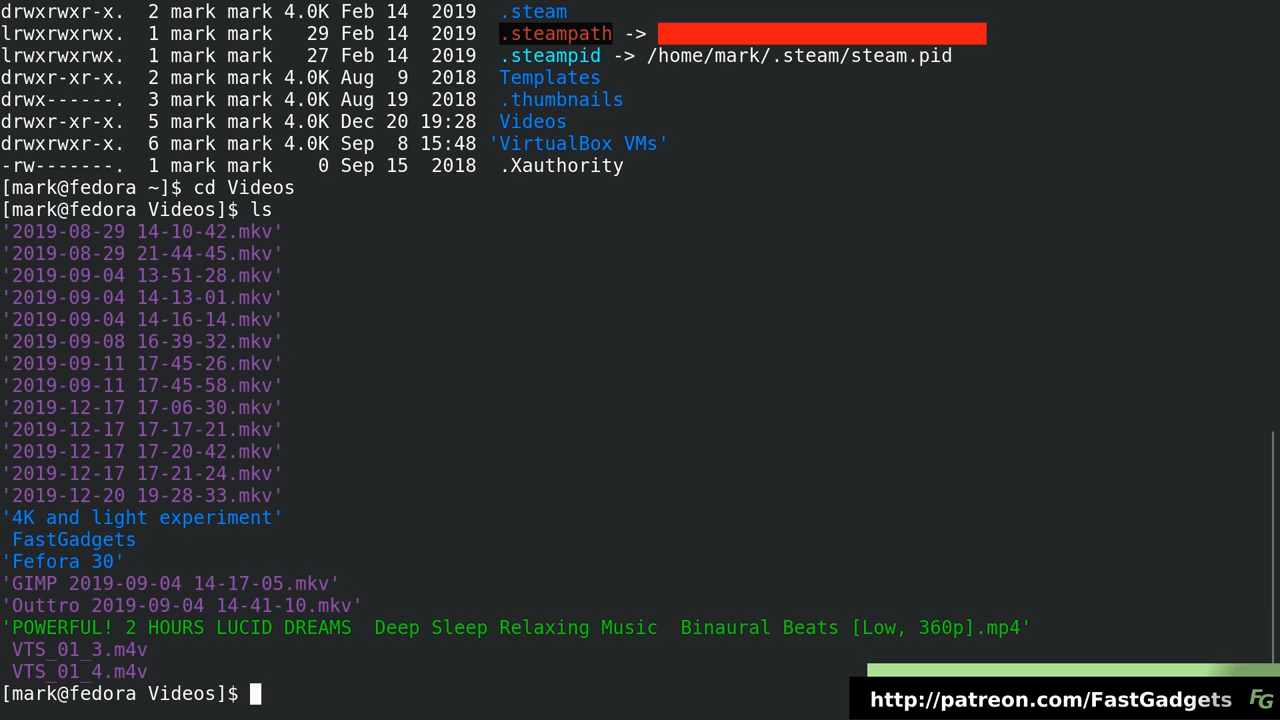 drwxrwxr-x.  2 mark mark 4.0K Feb 14  2019  .steam
lrwxrwxrwx.  1 mark mark   29 Feb 14  2019  .steampath ->
lrwxrwxrwx.  1 mark mark   27 Feb 14  2019  .steampid -> /home/mark/.steam/steam.pid
drwxr-xr-x.  2 mark mark 4.0K Aug  9  2018  Templates
drwx------.  3 mark mark 4.0K Aug 19  2018  .thumbnails
drwxr-xr-x.  5 mark mark 4.0K Dec 20 19:28  Videos
drwxrwxr-x.  6 mark mark 4.0K Sep  8 15:48 'VirtualBox VMs'
-rw-------.  1 mark mark    0 Sep 15  2018  .Xauthority
[mark@fedora ~]$ cd Videos
[mark@fedora Videos]$ ls
'2019-08-29 14-10-42.mkv'
'2019-08-29 21-44-45.mkv'
'2019-09-04 13-51-28.mkv'
'2019-09-04 14-13-01.mkv'
'2019-09-04 14-16-14.mkv'
'2019-09-08 16-39-32.mkv'
'2019-09-11 17-45-26.mkv'
'2019-09-11 17-45-58.mkv'
'2019-12-17 17-06-30.mkv'
'2019-12-17 17-17-21.mkv'
'2019-12-17 17-20-42.mkv'
'2019-12-17 17-21-24.mkv'
'2019-12-20 19-28-33.mkv'
'4K and light experiment'
 FastGadgets
'Fefora 30'
'GIMP 2019-09-04 14-17-05.mkv'
'Outtro 2019-09-04 14-41-10.mkv'
'POWERFUL! 2 HOURS LUCID DREAMS  Deep Sleep Relaxing Music  Binaural Beats [Low, 360p].mp4'
 VTS_01_3.m4v
 VTS_01_4.m4v
[mark@fedora Videos]$
http://patreon.com/FastGadgets FG